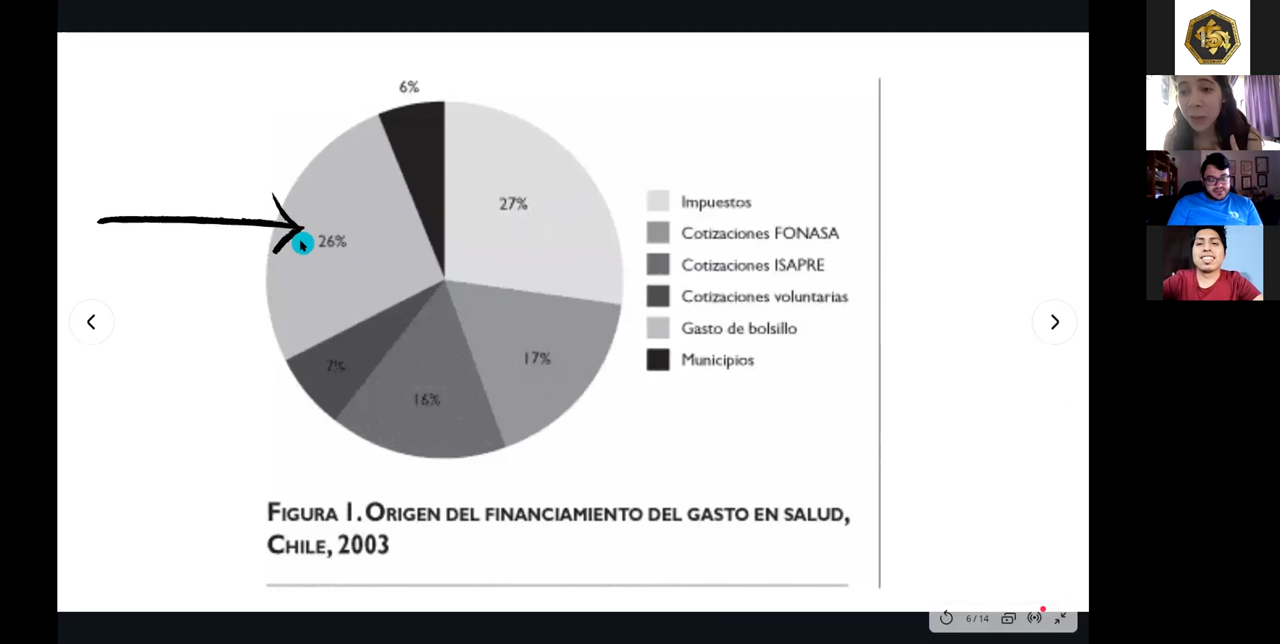 6%
27%
26%
17%
16%
7%
Impuestos
Cotizaciones FONASA
Cotizaciones ISAPRE
Cotizaciones voluntarias
Gasto de bolsillo
Municipios
FIGURA 1. ORIGEN DEL FINANCIAMIENTO DEL GASTO EN SALUD,
CHILE, 2003
6 / 14